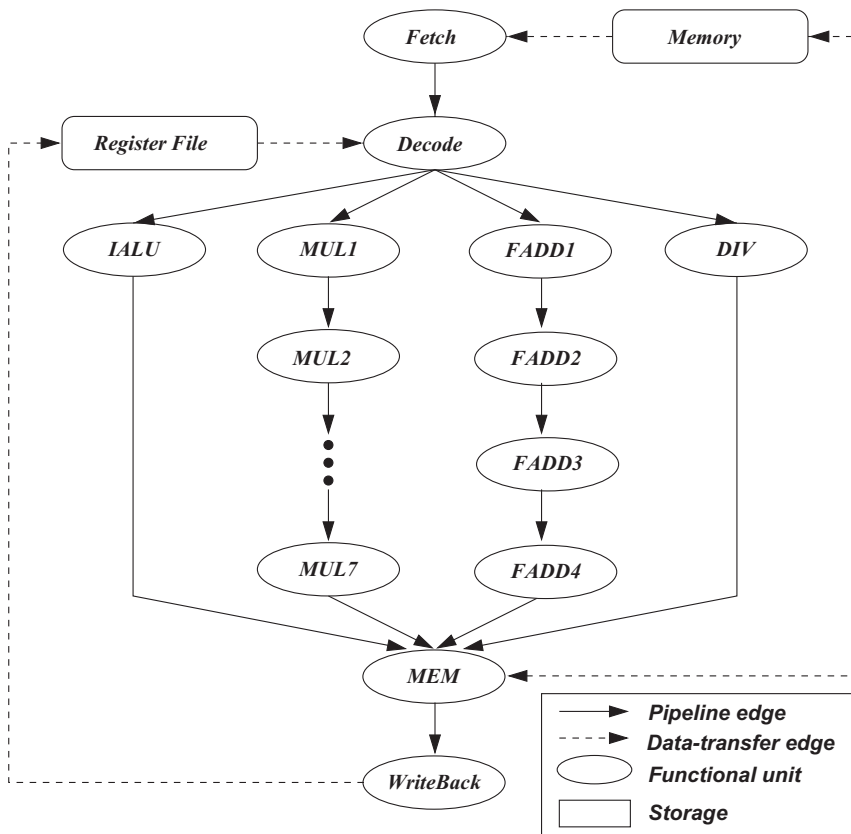 Fetch
Memory
Register File
Decode
IALU
MUL1
FADD1
DIV
MUL2
FADD2
FADD3
MUL7
FADD4
MEM
WriteBack
Pipeline edge
Data-transfer edge
Functional unit
Storage